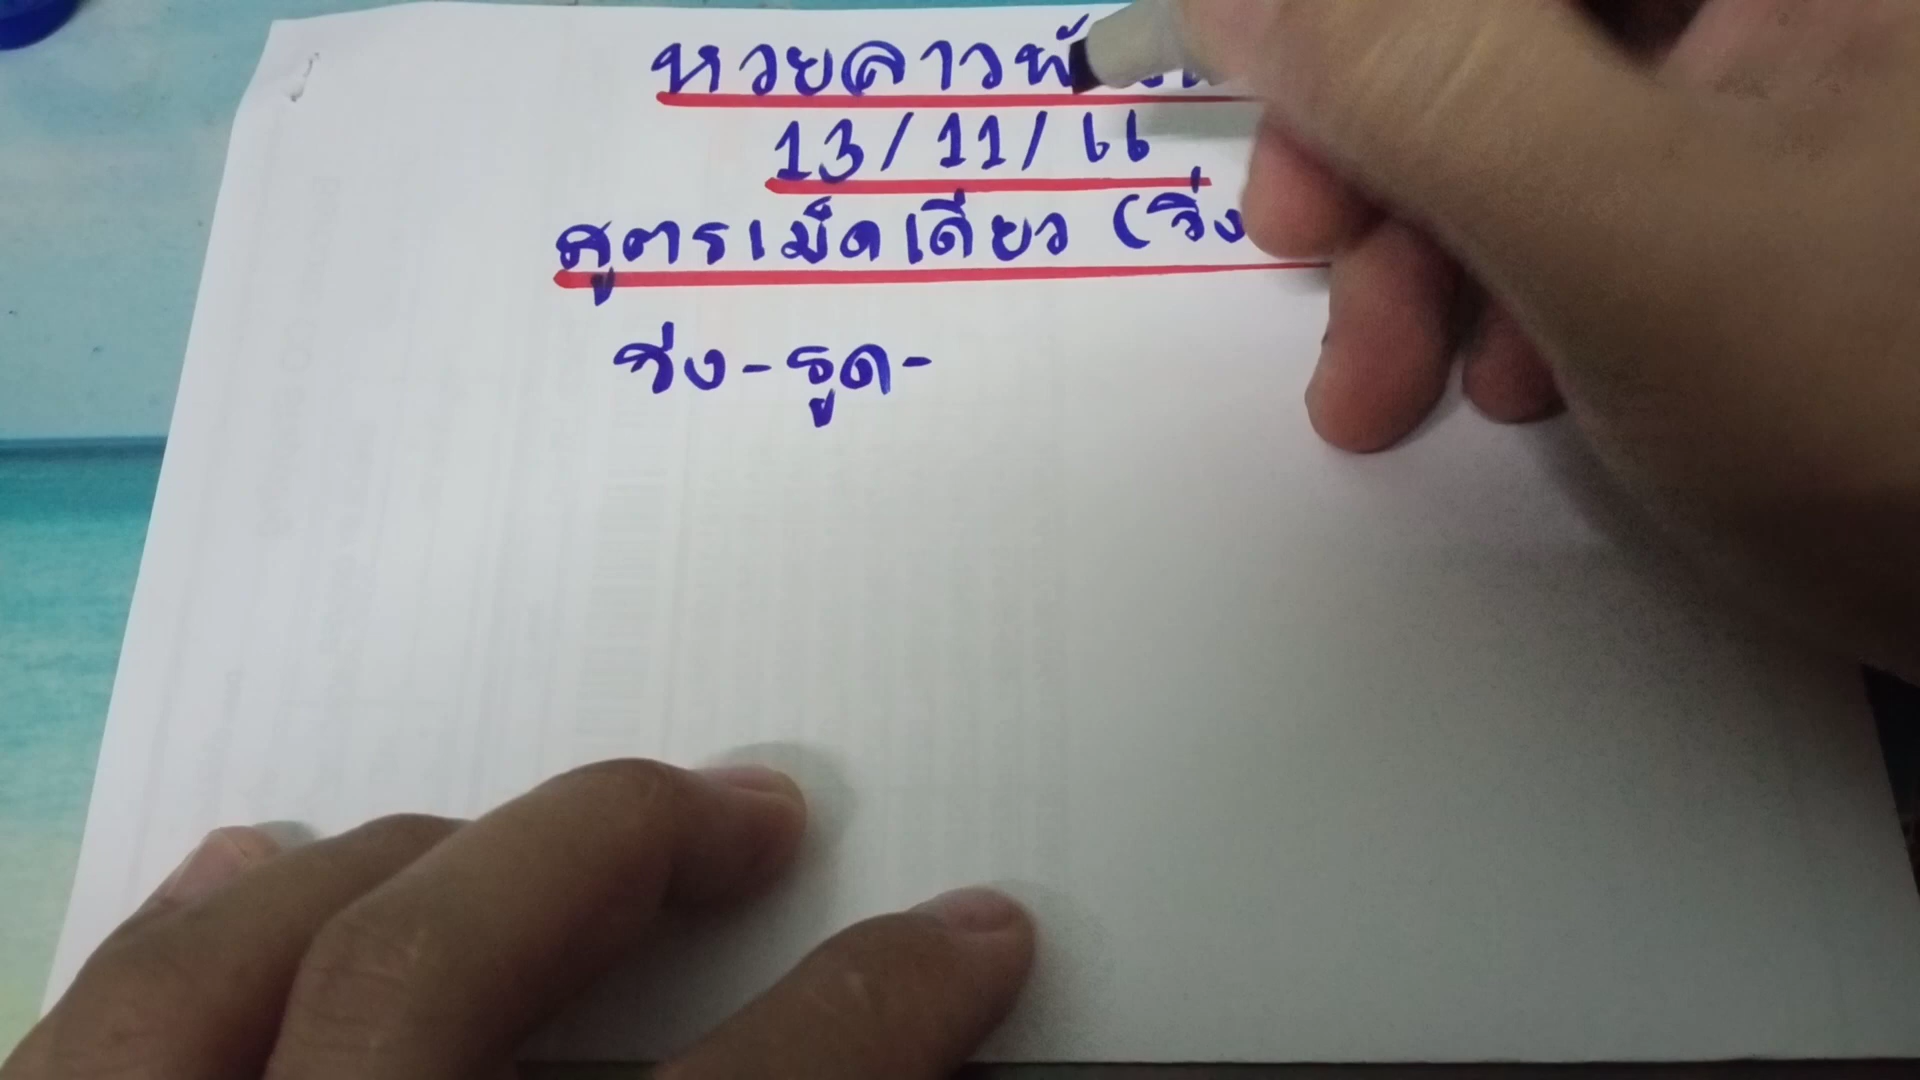 หวยลาวพั
13/11/66
สูตรเม็ดเดียว (วิ่ง
วิ่ง-รูด-